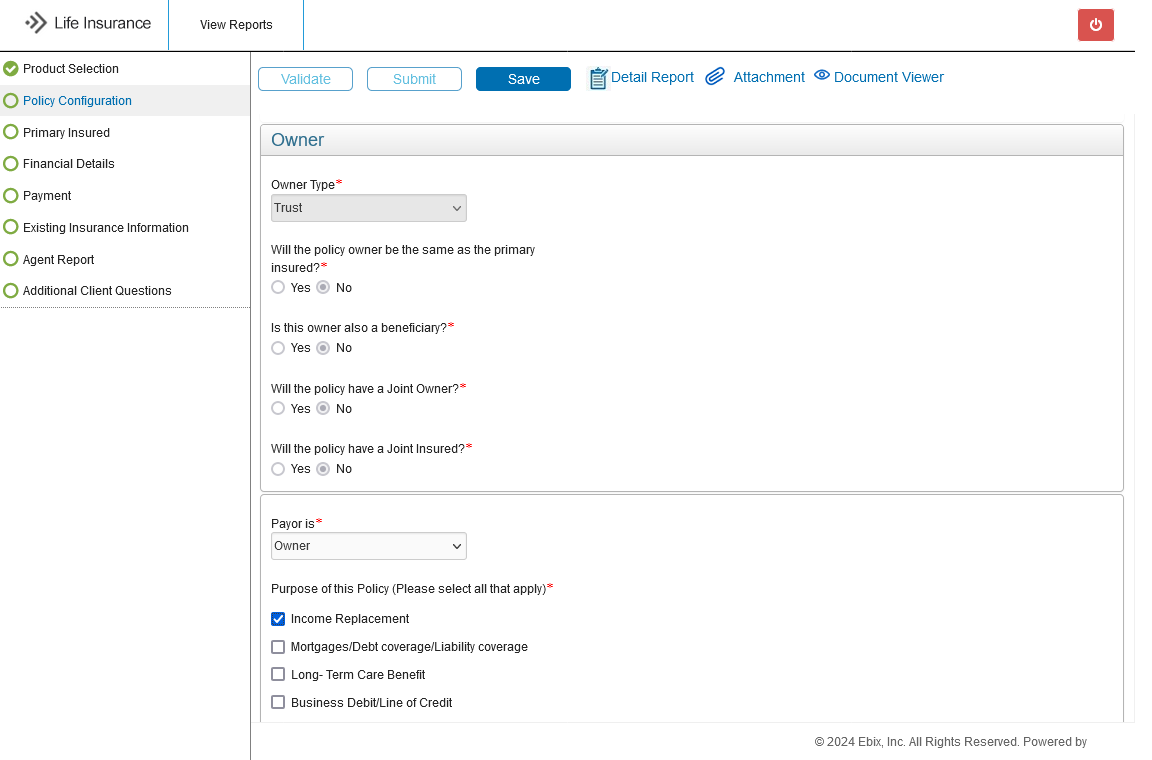 Life Insurance
View Reports
Product Selection
Policy Configuration
Primary Insured
Financial Details
Payment
Existing Insurance Information
Agent Report
Additional Client Questions
Validate Submit Save Detail Report Attachment Document Viewer
Owner
Owner Type*
Trust
Will the policy owner be the same as the primary
insured?*
Yes No
Is this owner also a beneficiary?*
Yes No
Will the policy have a Joint Owner?*
Yes No
Will the policy have a Joint Insured?*
Yes No
Payor is*
Owner
Purpose of this Policy (Please select all that apply)*
Income Replacement
Mortgages/Debt coverage/Liability coverage
Long- Term Care Benefit
Business Debit/Line of Credit
© 2024 Ebix, Inc. All Rights Reserved. Powered by